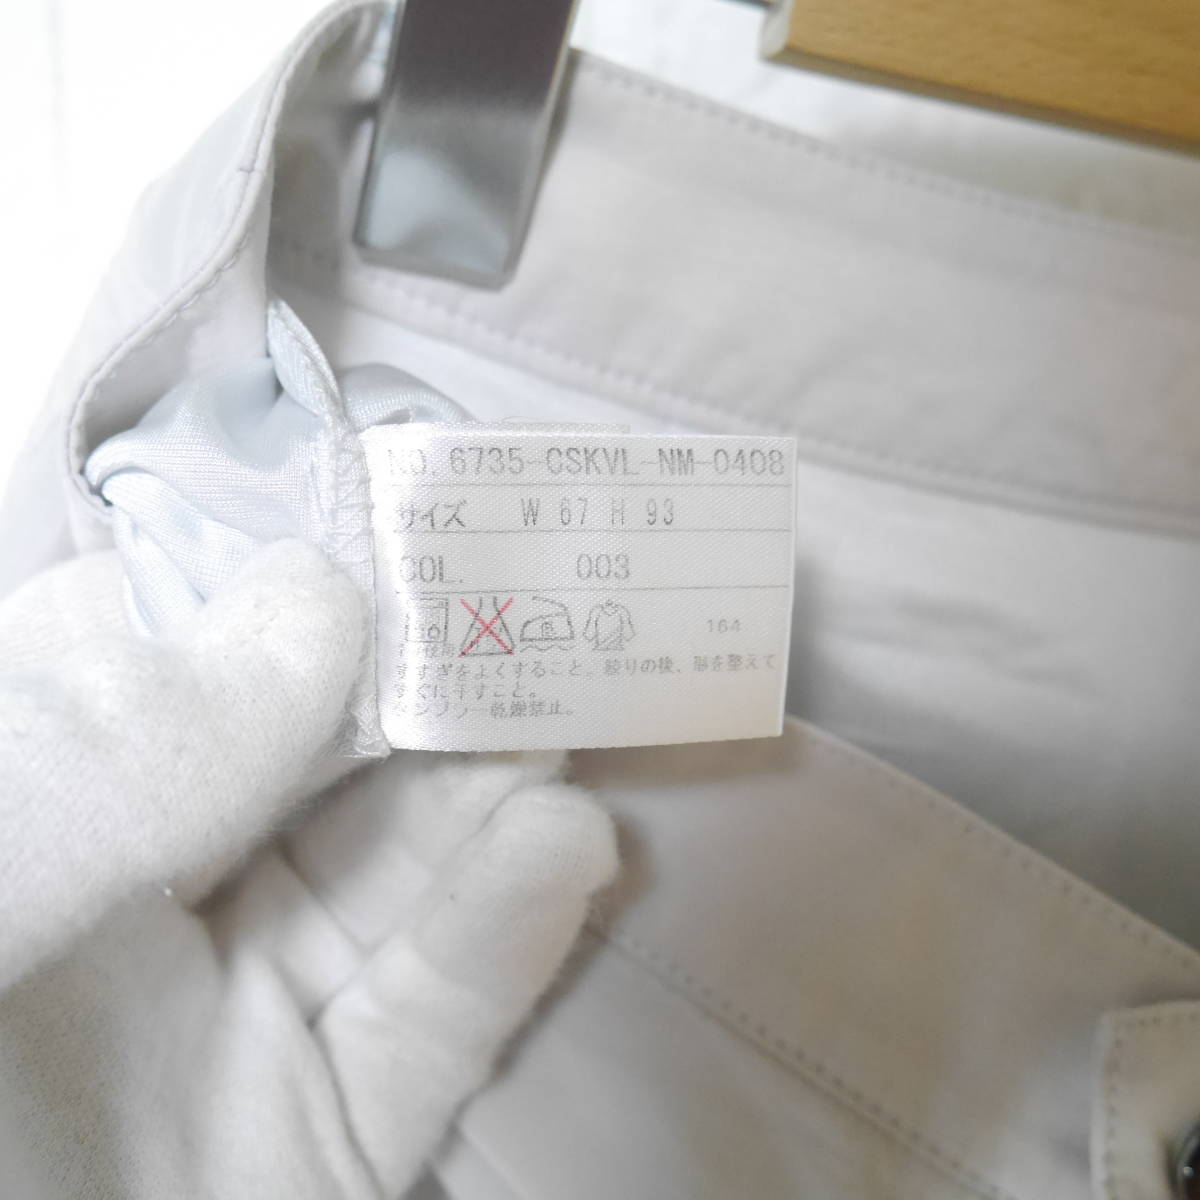 NO. 6735-CSKVL-NM-0408
サイズ W 67 H 93
COL. 003
164
使用
すすぎをよくすること。絞りの後、形を整えて
すぐに干すこと。
タンブラー乾燥禁止。